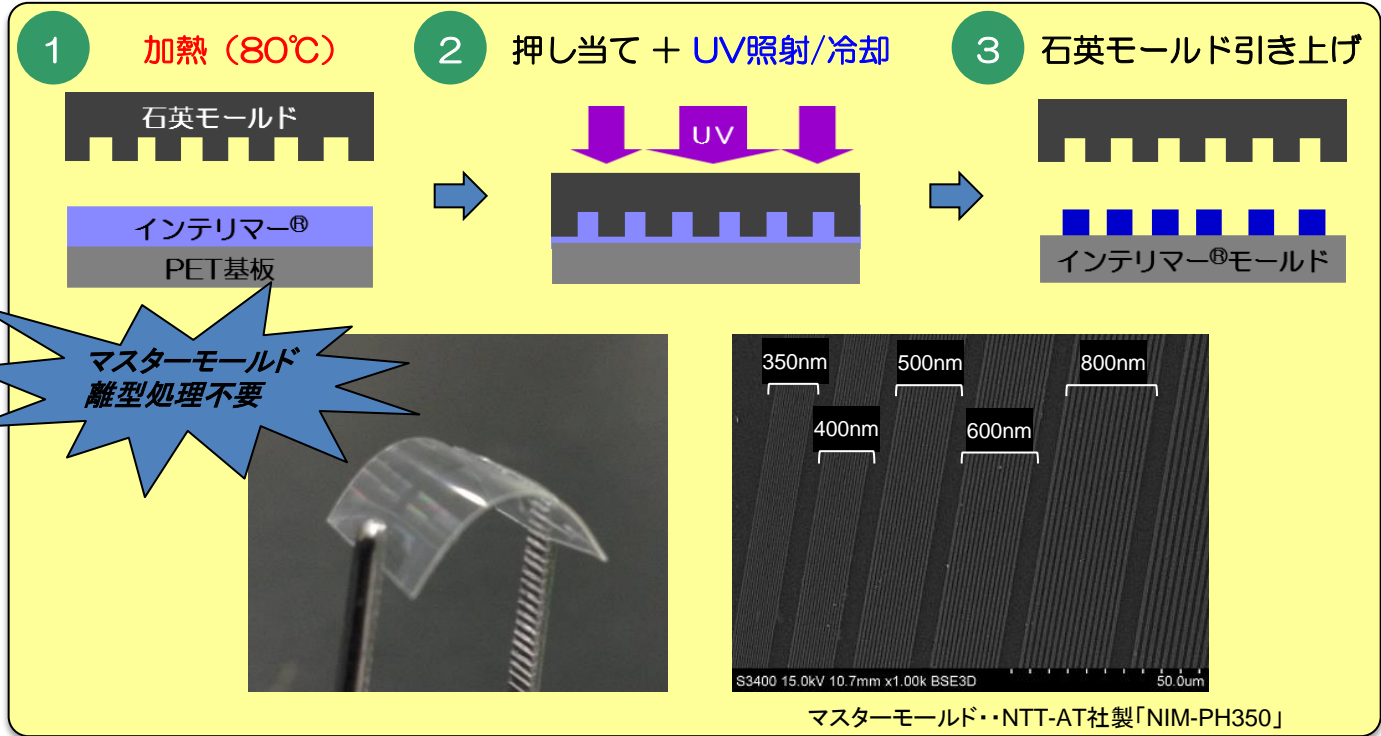 1 加熱（80℃）
2 押し当て + UV照射/冷却
3 石英モールド引き上げ
石英モールド
インテリマー®
PET基板
UV
インテリマー®モールド
マスターモールド
離型処理不要
350nm
500nm
800nm
400nm
600nm
S3400 15.0kV 10.7mm x1.00k BSE3D
50.0um
マスターモールド・・NTT-AT社製「NIM-PH350」